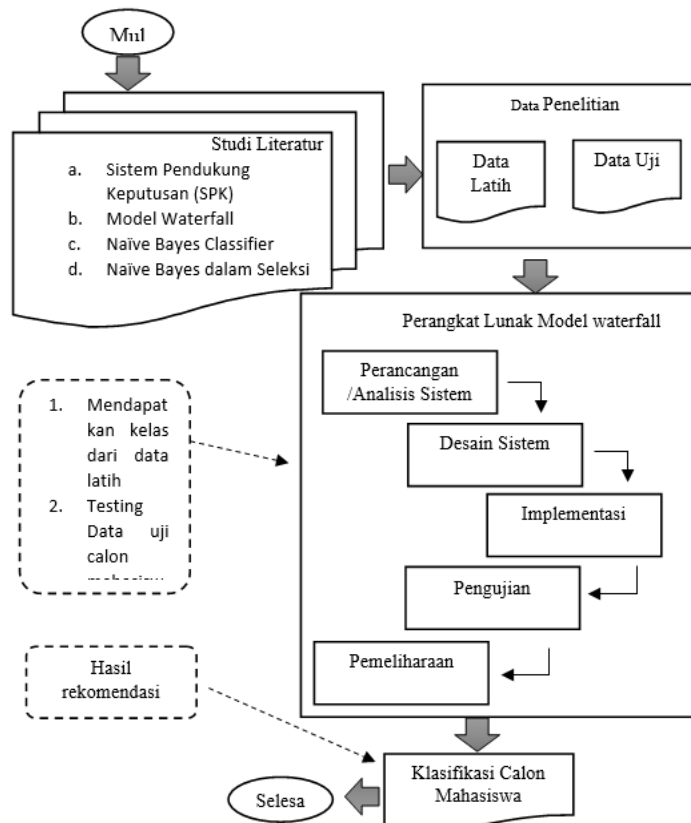 Mul
Studi Literatur
a. Sistem Pendukung
Keputusan (SPK)
b. Model Waterfall
c. Naïve Bayes Classifier
d. Naïve Bayes dalam Seleksi
Data Penelitian
Data
Latih
Data Uji
Perangkat Lunak Model waterfall
Perancangan
/Analisis Sistem
Desain Sistem
Implementasi
Pengujian
Pemeliharaan
1. Mendapat
kan kelas
dari data
latih
2. Testing
Data uji
calon
Hasil
rekomendasi
Klasifikasi Calon
Mahasiswa
Selesa